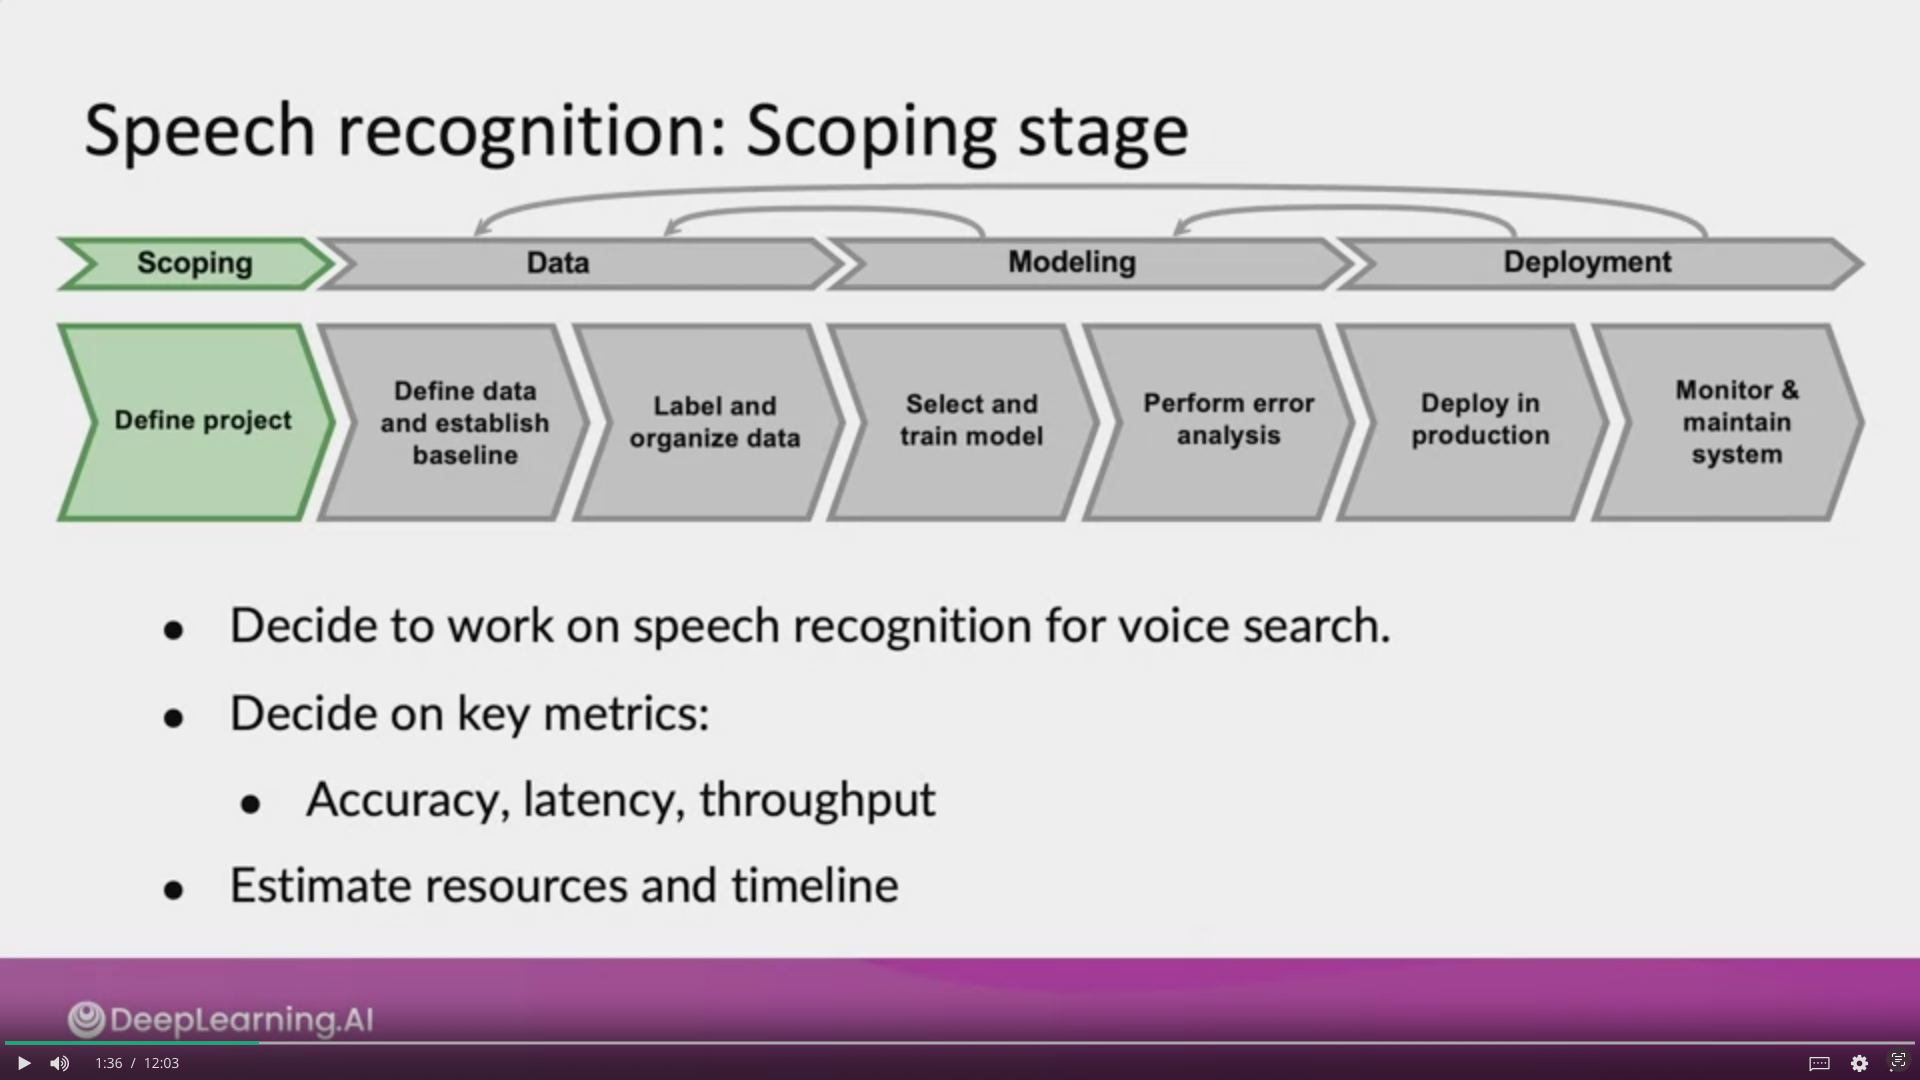 Speech recognition: Scoping stage
Scoping
Data
Modeling
Deployment
Define project
Define data
and establish
baseline
Label and
organize data
Select and
train model
Perform error
analysis
Deploy in
production
Monitor &
maintain
system
● Decide to work on speech recognition for voice search.
● Decide on key metrics:
● Accuracy, latency, throughput
● Estimate resources and timeline
DeepLearning.AI
1:36 / 12:03